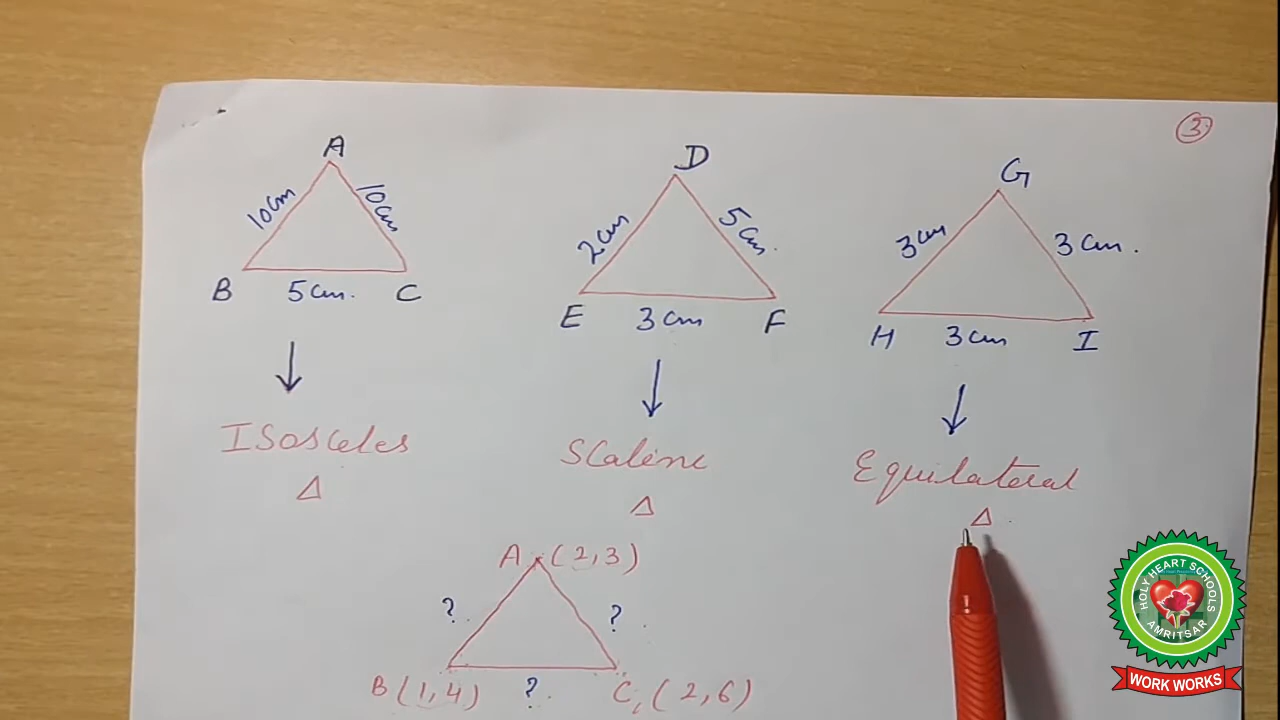 3
A D G
10cm 10cm 2cm 5cm. 3cm 3cm.
B 5cm. C E 3cm F H 3cm I
Isosceles Scalene Equilateral
Δ Δ Δ
A (2,3)
? ?
B(1,4) ? C(2,6)
HOLY HEART SCHOOLS
AMRITSAR
WORK WORKS